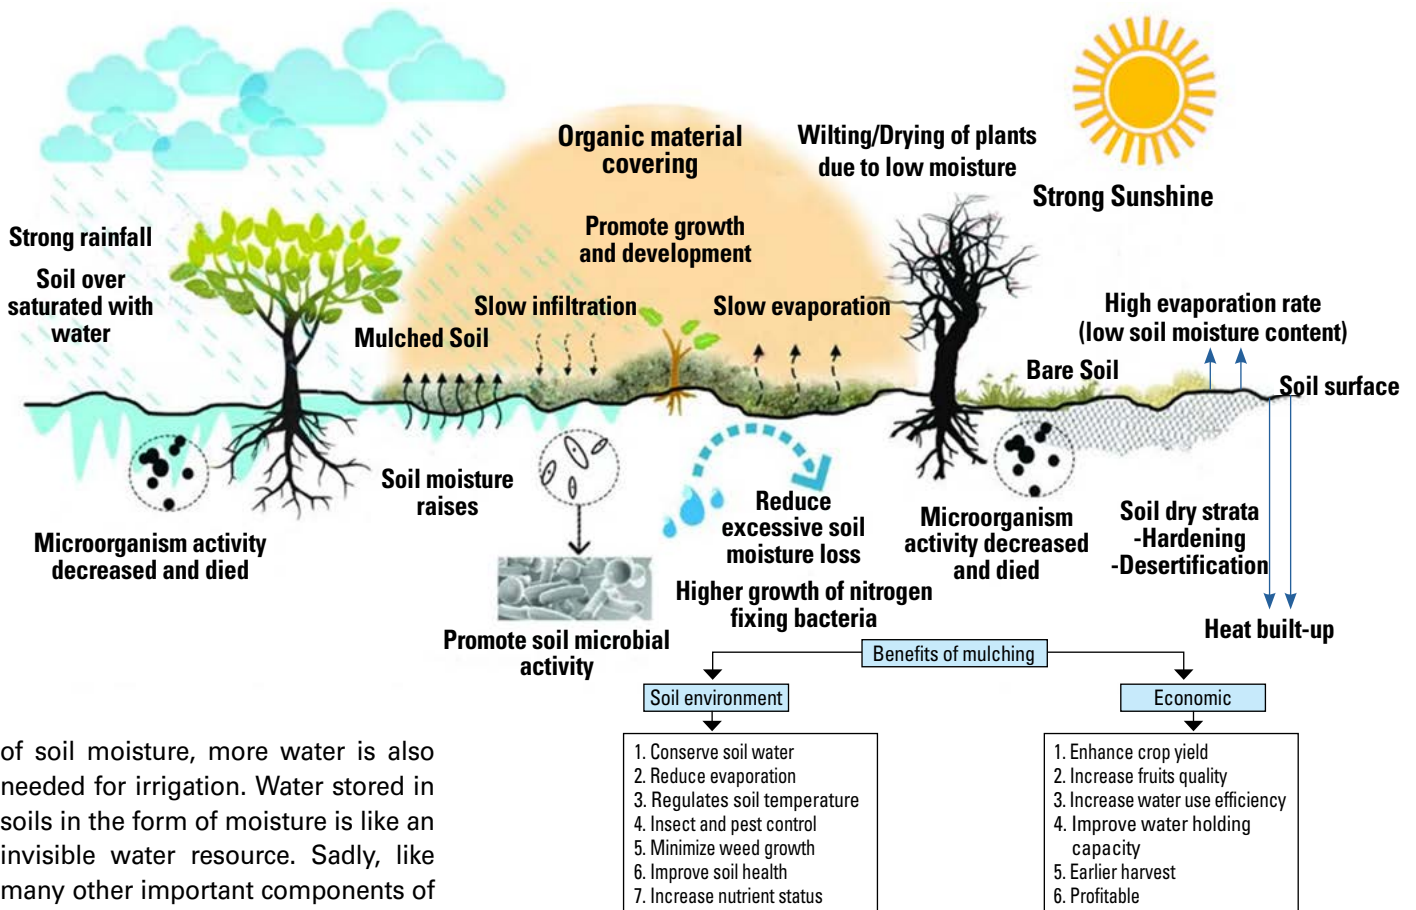 Organic material
covering
Wilting/Drying of plants
due to low moisture
Strong Sunshine
Strong rainfall
Soil over
saturated with
water
Promote growth
and development
Slow infiltration
Slow evaporation
Mulched Soil
High evaporation rate
(low soil moisture content)
Bare Soil
Soil surface
Soil moisture
raises
Microorganism activity
decreased and died
Reduce
excessive soil
moisture loss
Microorganism
activity decreased
and died
Soil dry strata
-Hardening
-Desertification
Higher growth of nitrogen
fixing bacteria
Promote soil microbial
activity
Heat built-up
Benefits of mulching
Soil environment
Economic
1. Conserve soil water
2. Reduce evaporation
3. Regulates soil temperature
4. Insect and pest control
5. Minimize weed growth
6. Improve soil health
7. Increase nutrient status
1. Enhance crop yield
2. Increase fruits quality
3. Increase water use efficiency
4. Improve water holding
capacity
5. Earlier harvest
6. Profitable
of soil moisture, more water is also
needed for irrigation. Water stored in
soils in the form of moisture is like an
invisible water resource. Sadly, like
many other important components of